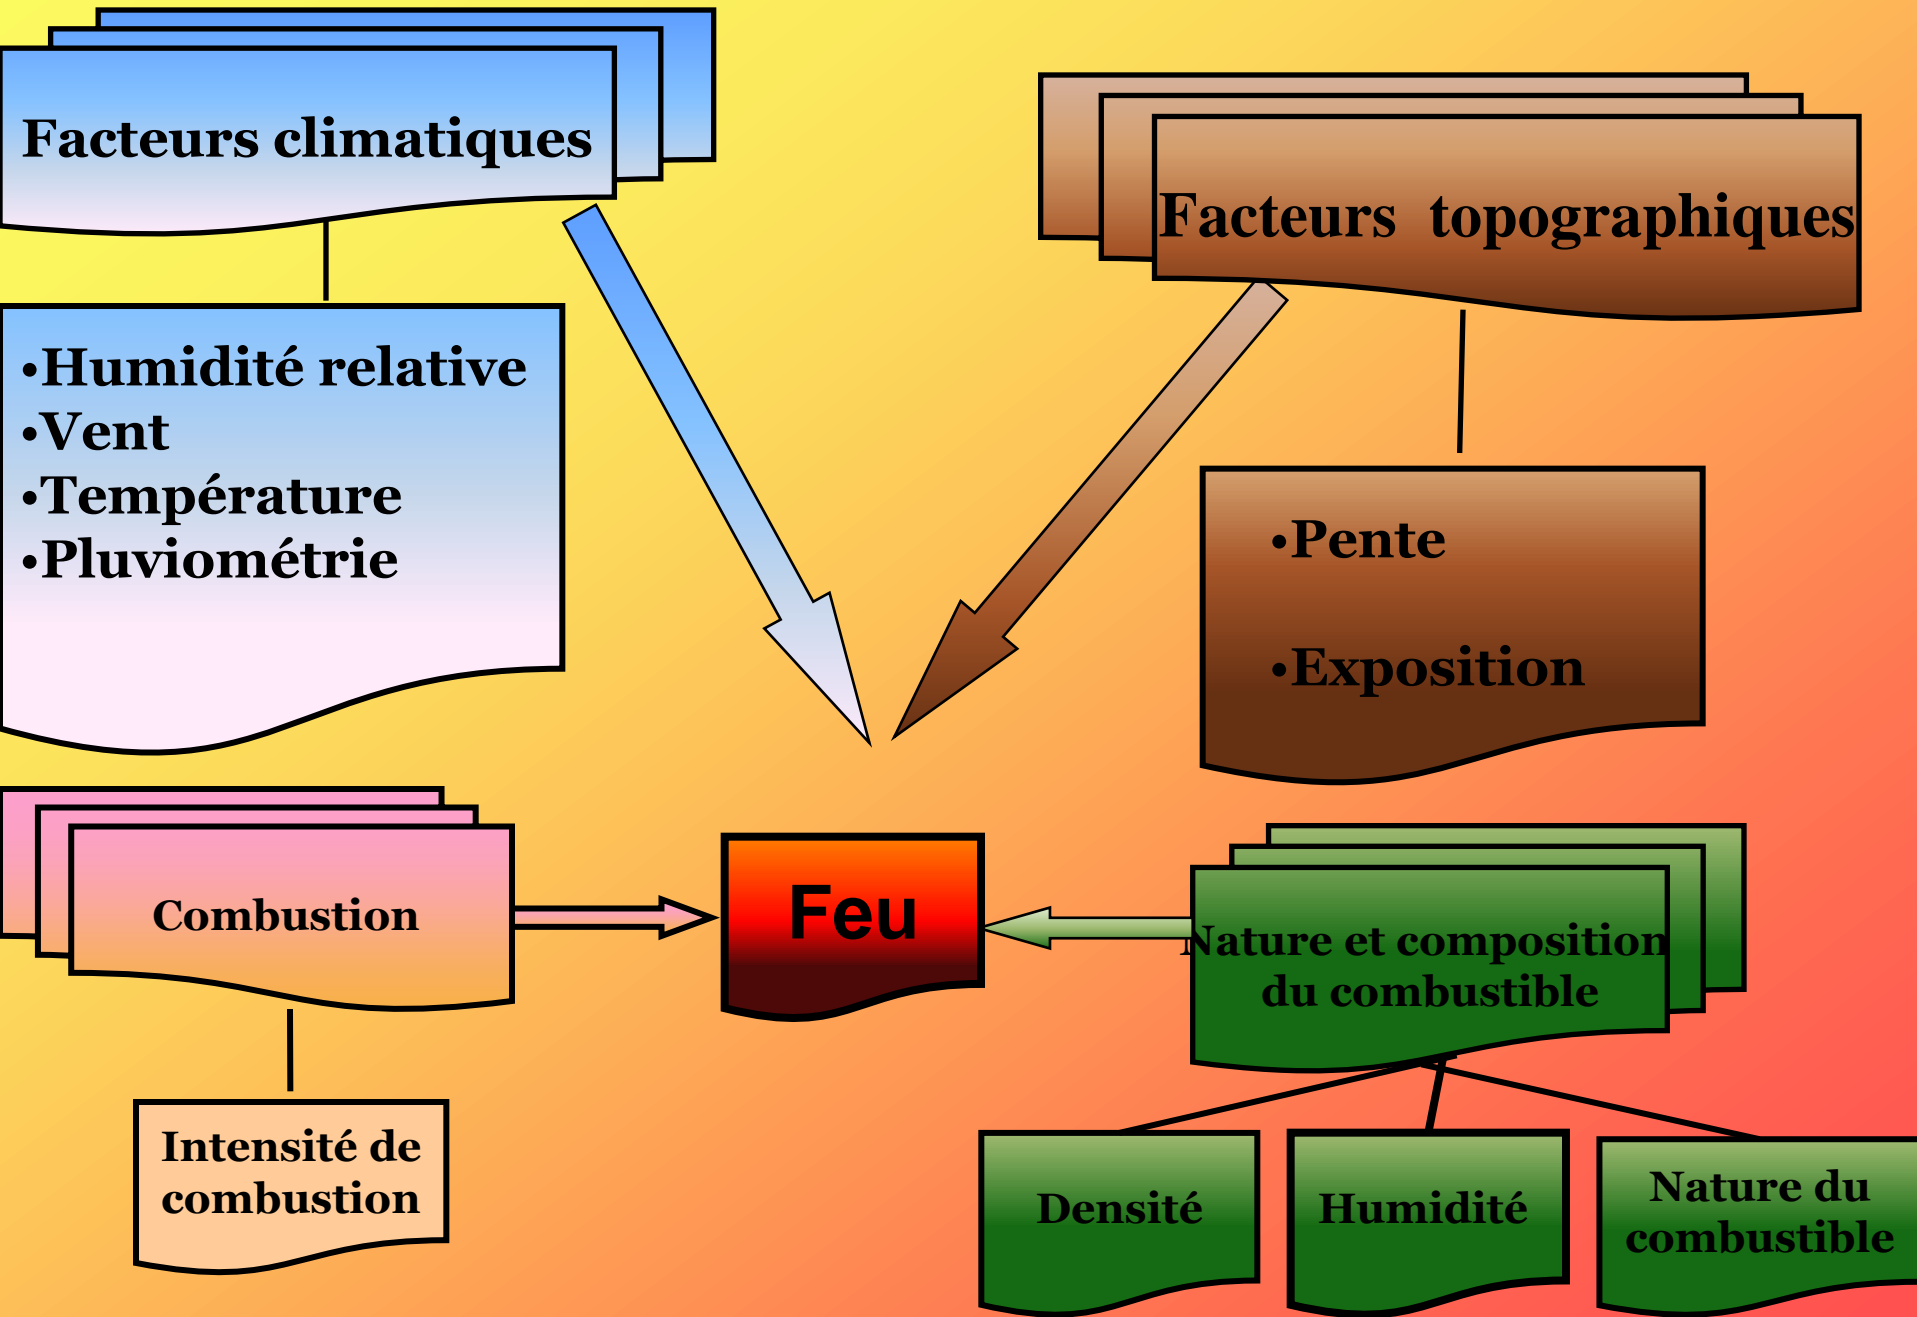 Facteurs climatiques
Facteurs topographiques
•Humidité relative
•Vent
•Température
•Pluviométrie
•Pente
•Exposition
Combustion
Feu
Nature et composition
du combustible
Intensité de
combustion
Densité
Humidité
Nature du
combustible